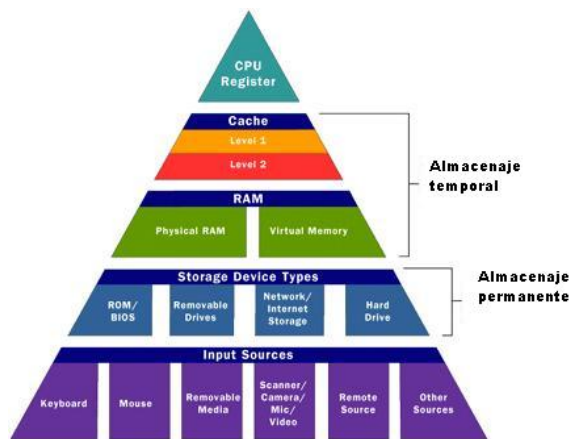 CPU
Register
Cache
Level 1
Level 2
Almacenaje
temporal
RAM
Physical RAM
Virtual Memory
Storage Device Types
Almacenaje
permanente
ROM/
BIOS
Removable
Drives
Network/
Internet
Storage
Hard
Drive
Input Sources
Keyboard
Mouse
Removable
Media
Scanner/
Camera/
Mic/
Video
Remote
Source
Other
Sources